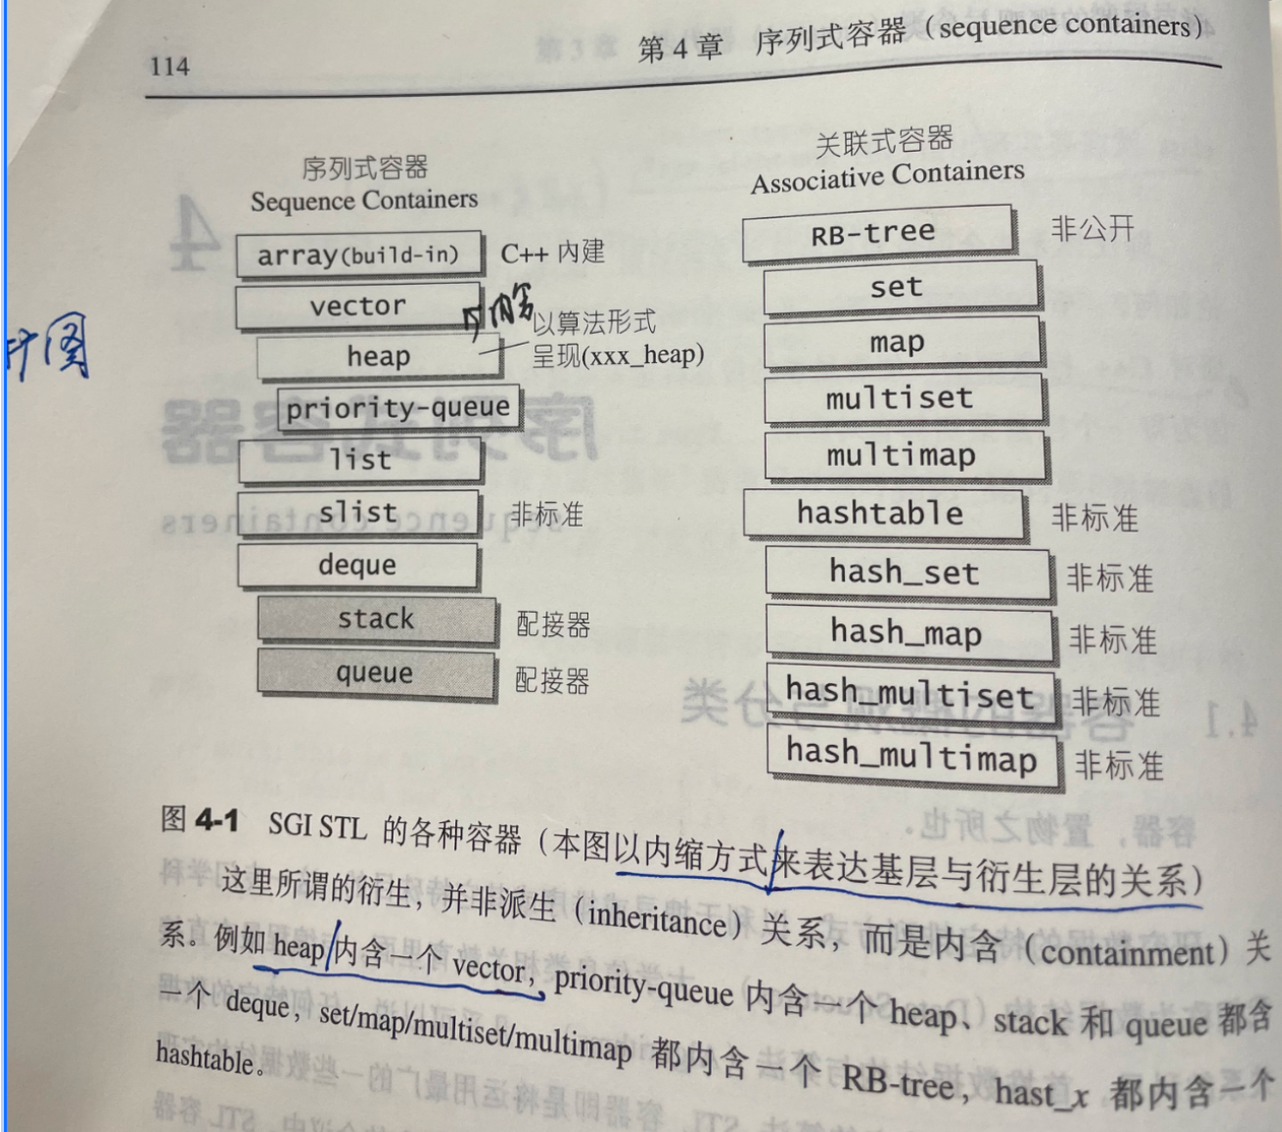 114
第 4 章 序列式容器（sequence containers）
序列式容器
Sequence Containers
array(build-in) C++ 内建
vector
内含
heap
以算法形式
呈现(xxx_heap)
priority-queue
list
slist 非标准
deque
stack 配接器
queue 配接器
关联式容器
Associative Containers
RB-tree 非公开
set
map
multiset
multimap
hashtable 非标准
hash_set 非标准
hash_map 非标准
hash_multiset 非标准
hash_multimap 非标准
图 4-1 SGI STL 的各种容器（本图以内缩方式来表达基层与衍生层的关系）
这里所谓的衍生，并非派生（inheritance）关系，而是内含（containment）关
系。例如 heap 内含一个 vector，priority-queue 内含一个 heap、stack 和 queue 都含
一个 deque，set/map/multiset/multimap 都内含一个 RB-tree，hast_x 都内含一个
hashtable。